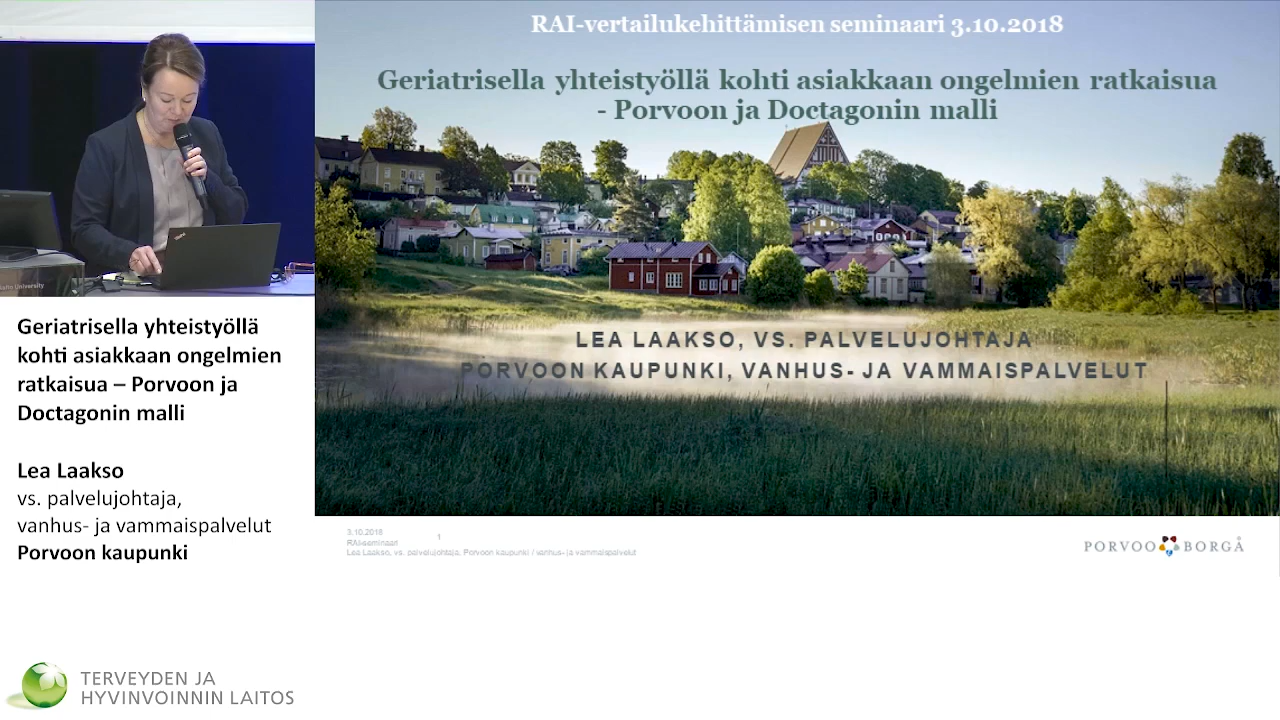 RAI-vertailukehittämisen seminaari 3.10.2018
Geriatrisella yhteistyöllä kohti asiakkaan ongelmien ratkaisua
- Porvoon ja Doctagonin malli
LEA LAAKSO, VS. PALVELUJOHTAJA
PORVOON KAUPUNKI, VANHUS- JA VAMMAISPALVELUT
3.10.2018
RAI-seminaari
1
Lea Laakso, vs. palvelujohtaja, Porvoon kaupunki / vanhus- ja vammaispalvelut
PORVOO BORGÅ
Aalto University
Geriatrisella yhteistyöllä
kohti asiakkaan ongelmien
ratkaisua – Porvoon ja
Doctagonin malli
Lea Laakso
vs. palvelujohtaja,
vanhus- ja vammaispalvelut
Porvoon kaupunki
TERVEYDEN JA
HYVINVOINNIN LAITOS